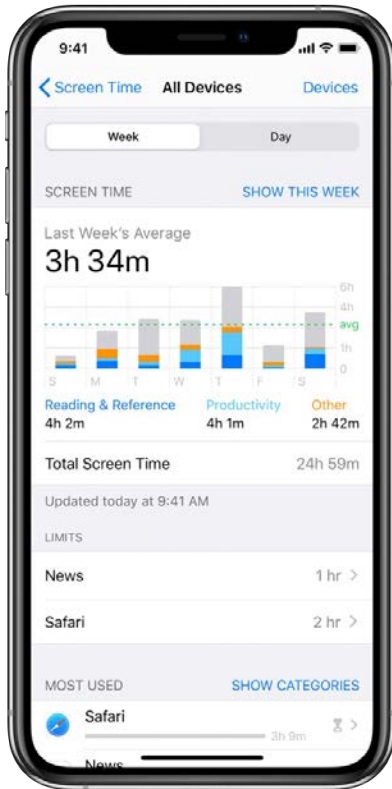 9:41
Screen Time All Devices Devices
Week Day
SCREEN TIME SHOW THIS WEEK
Last Week's Average
3h 34m
6h
4h
avg
1h
0
S M T W T F S
Reading & Reference Productivity Other
4h 2m 4h 1m 2h 42m
Total Screen Time 24h 59m
Updated today at 9:41 AM
LIMITS
News 1 hr
Safari 2 hr
MOST USED SHOW CATEGORIES
Safari
3h 9m
News